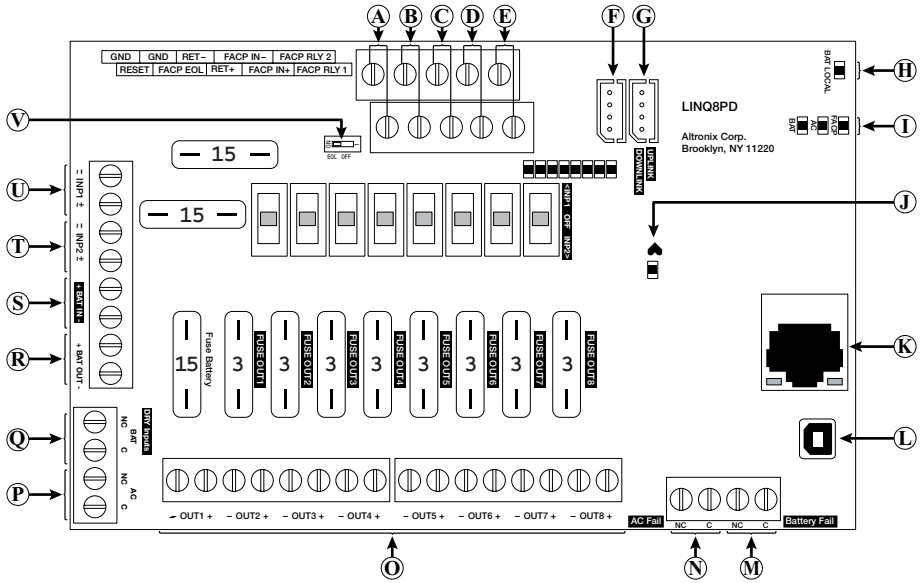 A B C D E F G
GND GND RET− FACP IN− FACP RLY 2
RESET FACP EOL RET+ FACP IN+ FACP RLY 1
BAT LOCAL
H
LINQ8PD
BAT AC FACP
I
Altronix Corp.
Brooklyn, NY 11220
V
ON
EOL OFF
15
DOWNLINK UPLINK
U
= INP1 ±
15
<INP1 OFF INP2>
J
T
= INP2 ±
S
+ BAT IN -
R
+ BAT OUT -
15 Fuse Battery
3 FUSE OUT1
3 FUSE OUT2
3 FUSE OUT3
3 FUSE OUT4
3 FUSE OUT5
3 FUSE OUT6
3 FUSE OUT7
3 FUSE OUT8
K
DRY Inputs
Q
NC BAT C
L
P
NC AC C
OUT1 + − OUT2 + − OUT3 + − OUT4 + − OUT5 + − OUT6 + − OUT7 + − OUT8 +
AC Fail NC C NC C Battery Fail
O N M